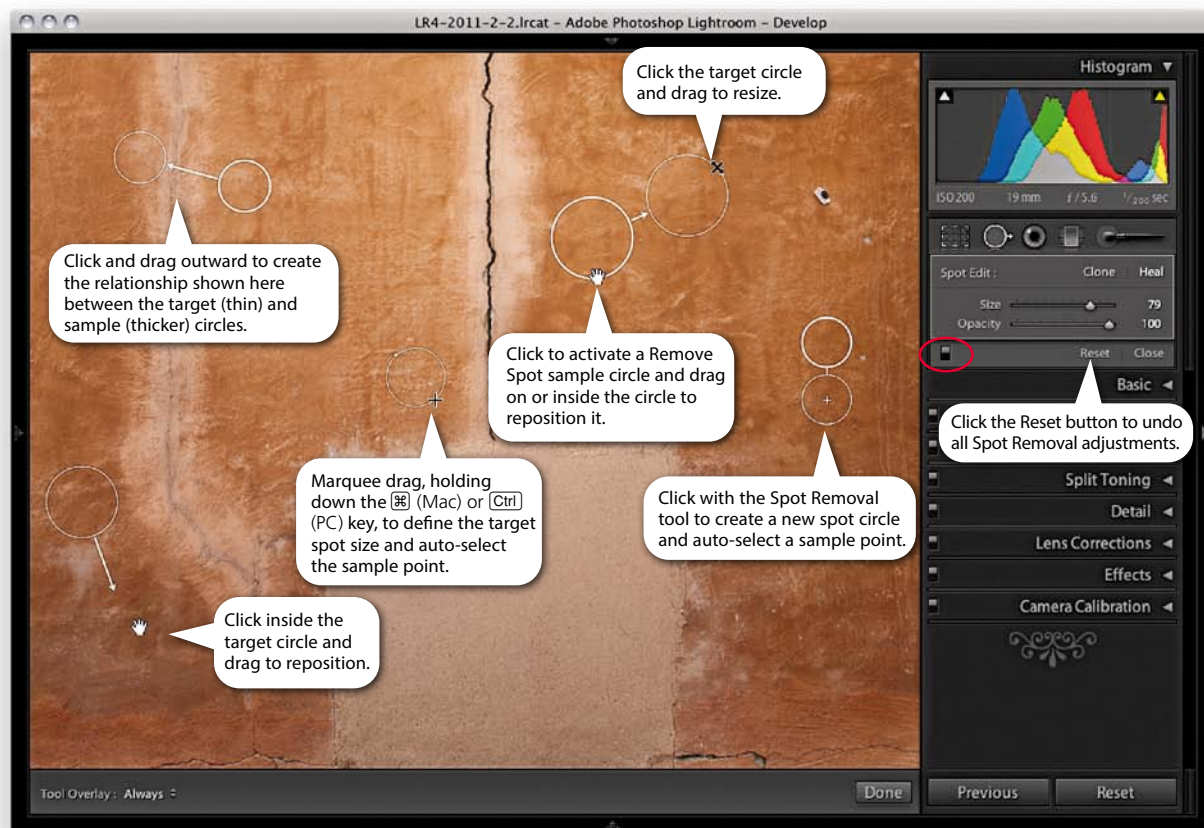 LR4-2011-2-2.lrcat – Adobe Photoshop Lightroom – Develop
Click the target circle
and drag to resize.
Click and drag outward to create
the relationship shown here
between the target (thin) and
sample (thicker) circles.
Click to activate a Remove
Spot sample circle and drag
on or inside the circle to
reposition it.
Marquee drag, holding
down the ⌘ (Mac) or Ctrl
(PC) key, to define the target
spot size and auto-select
the sample point.
Click with the Spot Removal
tool to create a new spot circle
and auto-select a sample point.
Click inside the
target circle and
drag to reposition.
Tool Overlay : Always
Done
Histogram
ISO 200 19 mm f / 5.6 1/200 sec
Spot Edit : Clone Heal
Size 79
Opacity 100
Reset Close
Basic
Click the Reset button to undo
all Spot Removal adjustments.
Split Toning
Detail
Lens Corrections
Effects
Camera Calibration
Previous Reset